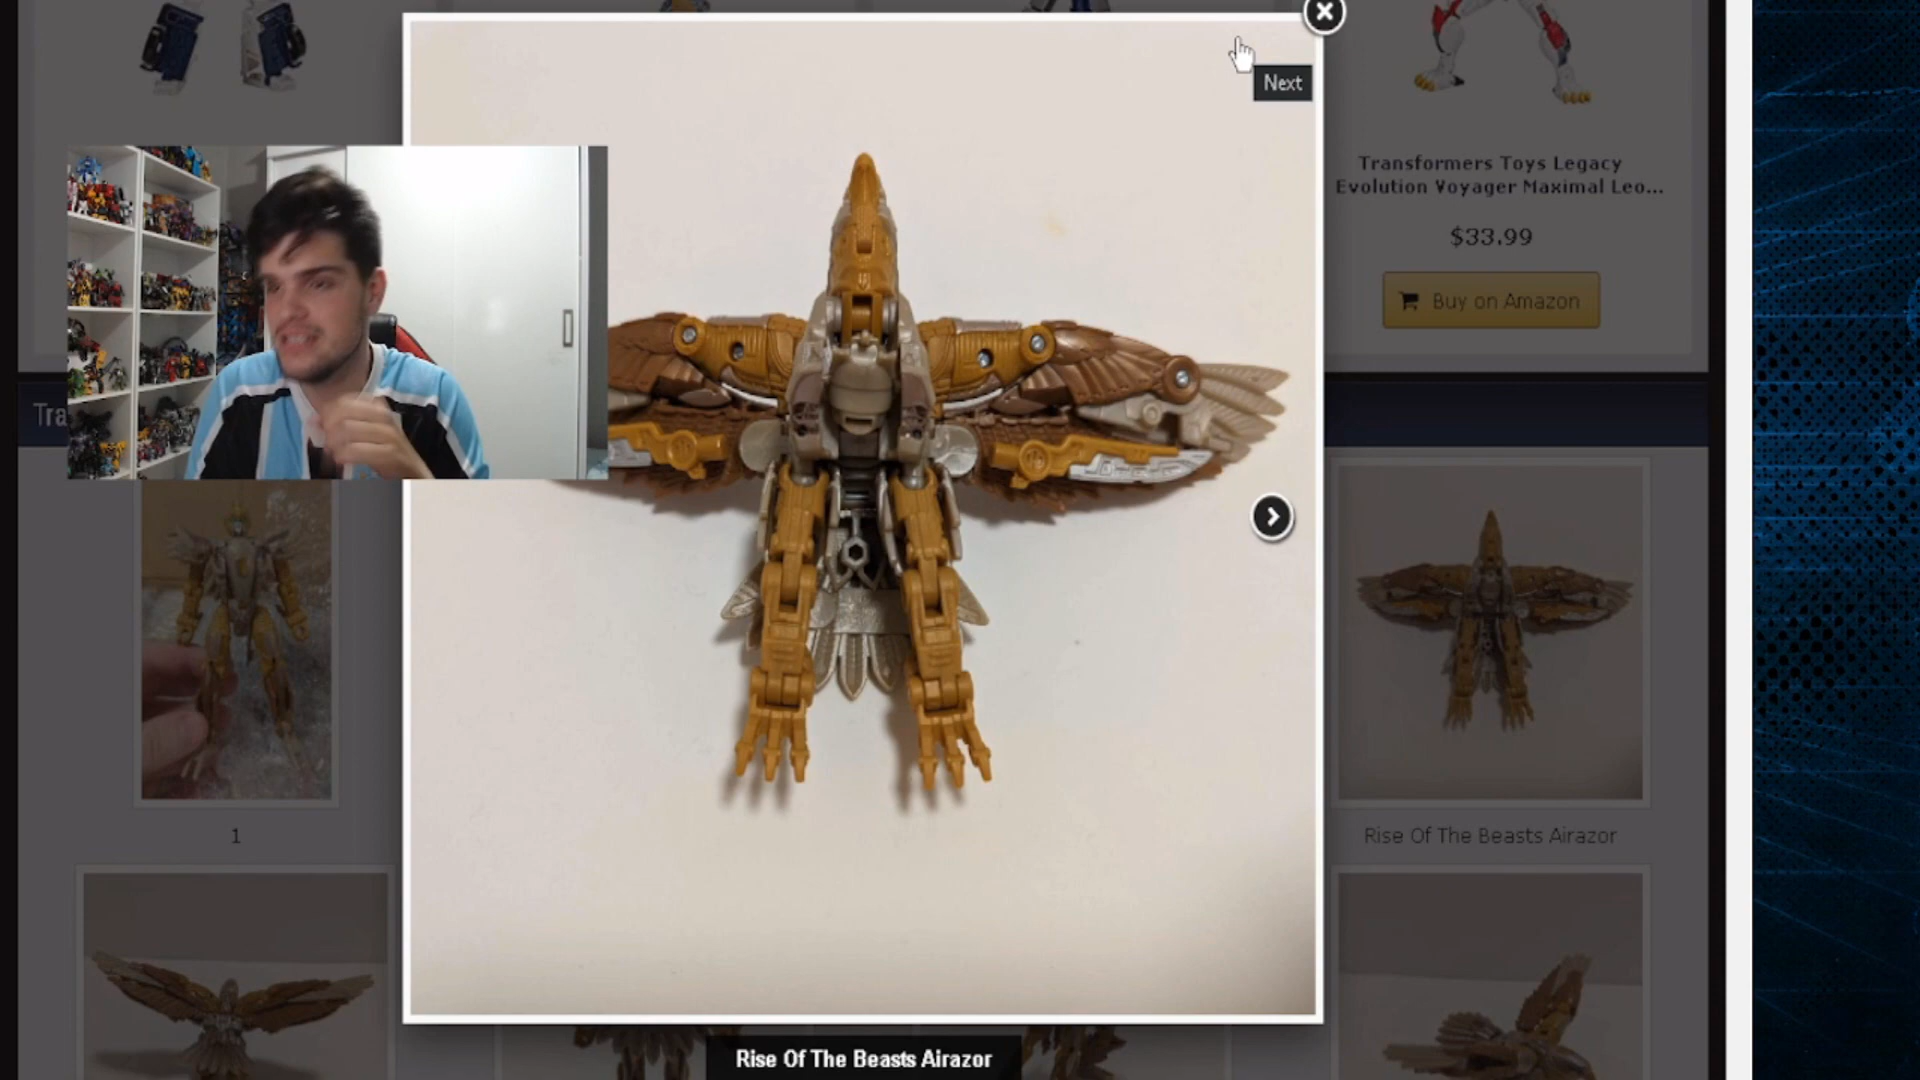 Next
Transformers Toys Legacy
Evolution Voyager Maximal Leo...
$33.99
Buy on Amazon
Tra
1
Rise Of The Beasts Airazor
Rise Of The Beasts Airazor